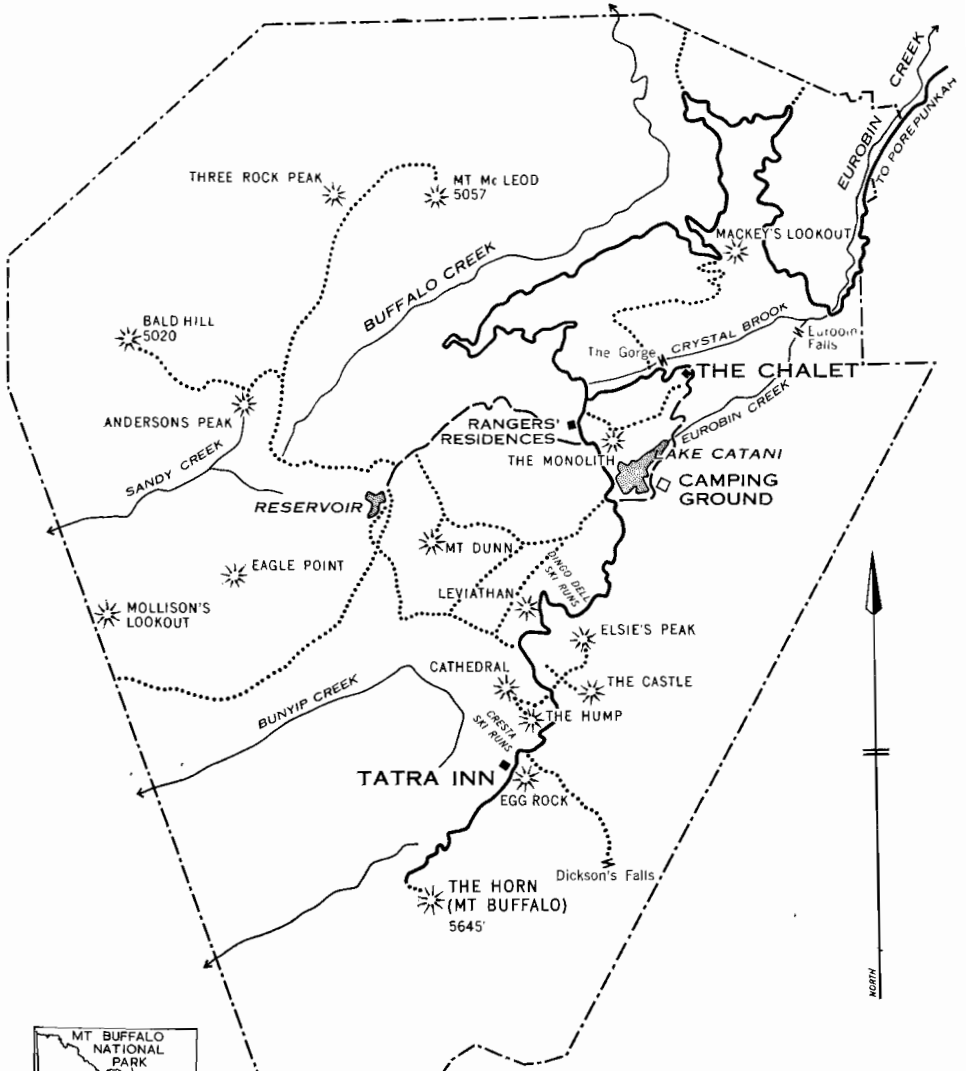 EUROBIN CREEK
TO POREPUNKAH
THREE ROCK PEAK
MT Mc LEOD
5057
BUFFALO CREEK
MACKEY'S LOOKOUT
BALD HILL
5020
CRYSTAL BROOK
Eurobin
Falls
The Gorge
THE CHALET
ANDERSONS PEAK
RANGERS'
RESIDENCES
EUROBIN CREEK
THE MONOLITH
LAKE CATANI
SANDY CREEK
CAMPING
GROUND
RESERVOIR
MT DUNN
EAGLE POINT
DINGO DELL
SKI RUNS
LEVIATHAN
MOLLISON'S
LOOKOUT
ELSIE'S PEAK
CATHEDRAL
THE CASTLE
BUNYIP CREEK
THE HUMP
CRESTA
SKI RUNS
TATRA INN
EGG ROCK
Dickson's Falls
THE HORN
(MT BUFFALO)
5645'
NORTH
MT BUFFALO
NATIONAL
PARK